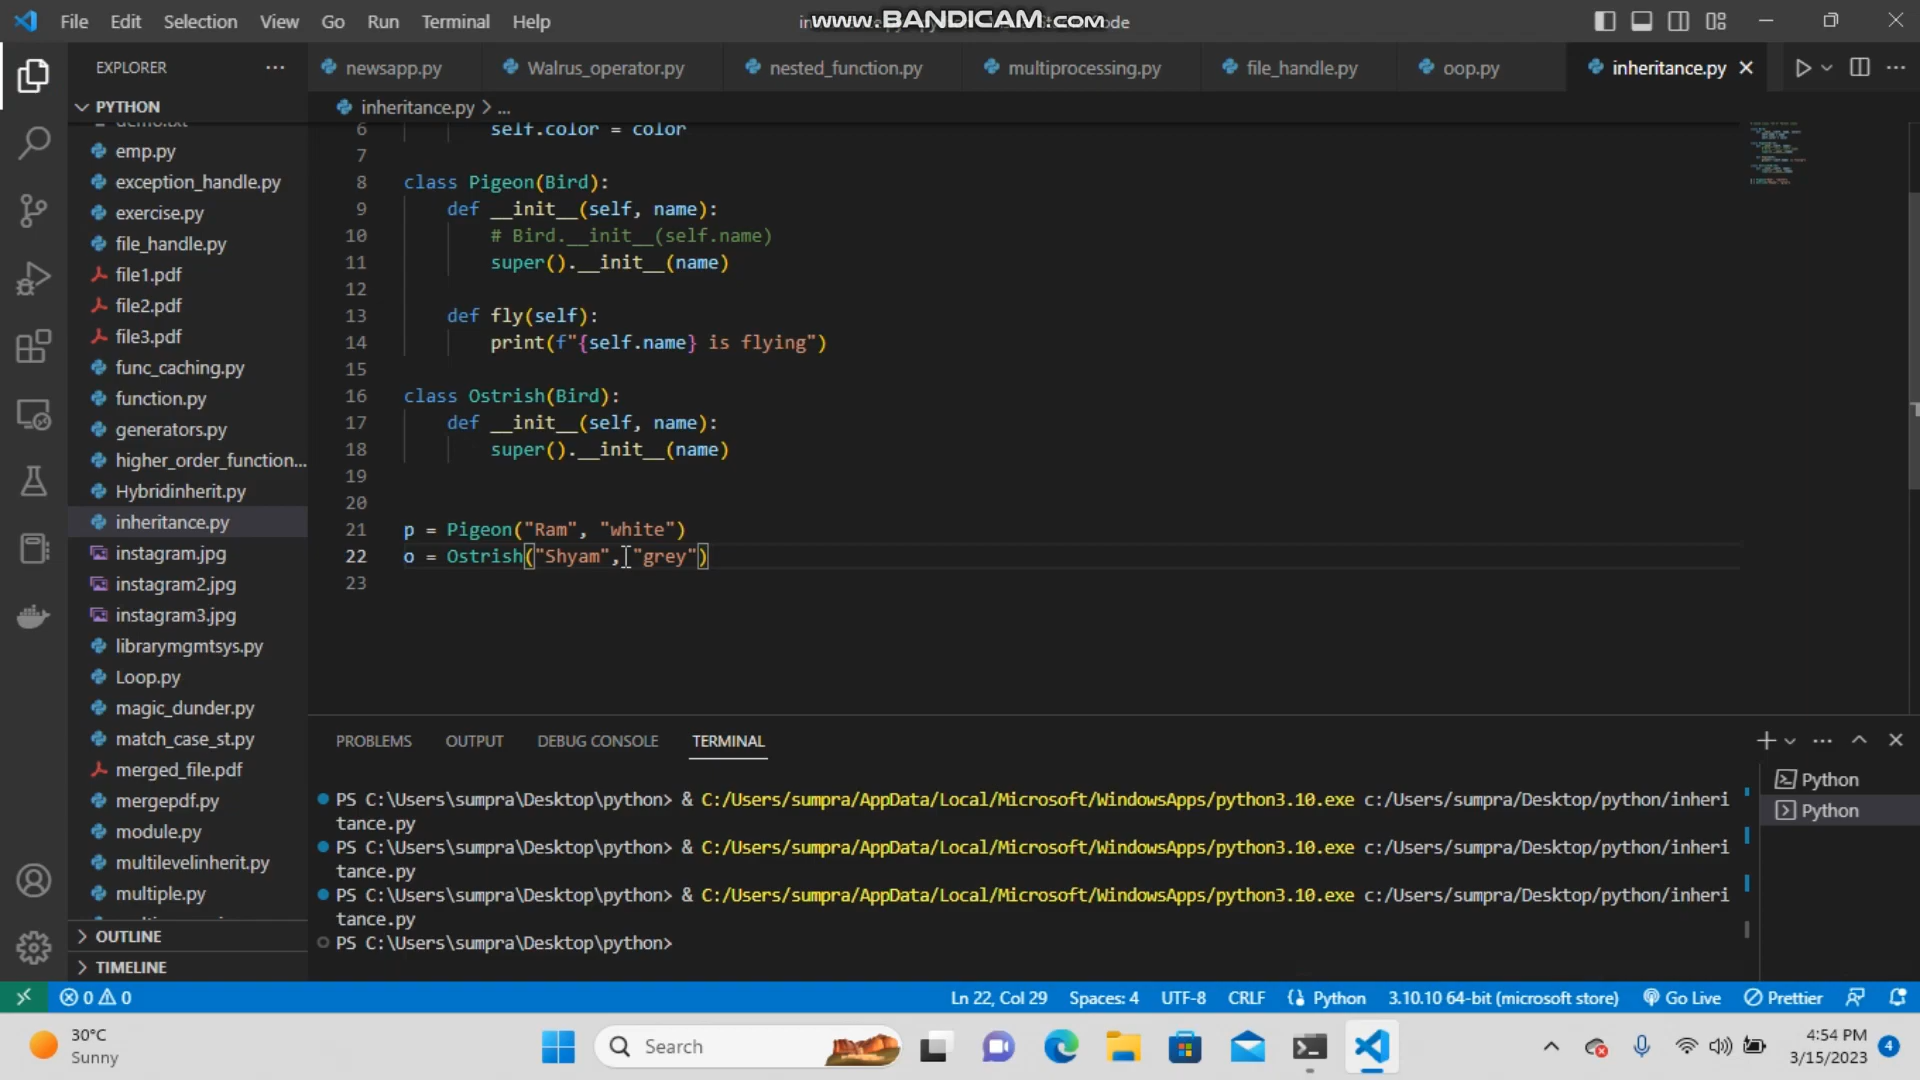 File Edit Selection View Go Run Terminal Help
www.BANDICAM.com
EXPLORER
newsapp.py
Walrus_operator.py
nested_function.py
multiprocessing.py
file_handle.py
oop.py
inheritance.py
PYTHON
inheritance.py > ...
demo.txt
emp.py
exception_handle.py
exercise.py
file_handle.py
file1.pdf
file2.pdf
file3.pdf
func_caching.py
function.py
generators.py
higher_order_function...
Hybridinherit.py
inheritance.py
instagram.jpg
instagram2.jpg
instagram3.jpg
librarymgmtsys.py
Loop.py
magic_dunder.py
match_case_st.py
merged_file.pdf
mergepdf.py
module.py
multilevelinherit.py
multiple.py
OUTLINE
TIMELINE
6 self.color = color
7
8 class Pigeon(Bird):
9 def __init__(self, name):
10 # Bird.__init__(self.name)
11 super().__init__(name)
12
13 def fly(self):
14 print(f"{self.name} is flying")
15
16 class Ostrish(Bird):
17 def __init__(self, name):
18 super().__init__(name)
19
20
21 p = Pigeon("Ram", "white")
22 o = Ostrish("Shyam", "grey")
23
PROBLEMS OUTPUT DEBUG CONSOLE TERMINAL
PS C:\Users\sumpra\Desktop\python> & C:/Users/sumpra/AppData/Local/Microsoft/WindowsApps/python3.10.exe c:/Users/sumpra/Desktop/python/inheri
tance.py
PS C:\Users\sumpra\Desktop\python> & C:/Users/sumpra/AppData/Local/Microsoft/WindowsApps/python3.10.exe c:/Users/sumpra/Desktop/python/inheri
tance.py
PS C:\Users\sumpra\Desktop\python> & C:/Users/sumpra/AppData/Local/Microsoft/WindowsApps/python3.10.exe c:/Users/sumpra/Desktop/python/inheri
tance.py
PS C:\Users\sumpra\Desktop\python>
Python
Python
0 0
Ln 22, Col 29 Spaces: 4 UTF-8 CRLF Python 3.10.10 64-bit (microsoft store) Go Live Prettier
30°C
Sunny
Search
4:54 PM
3/15/2023
4